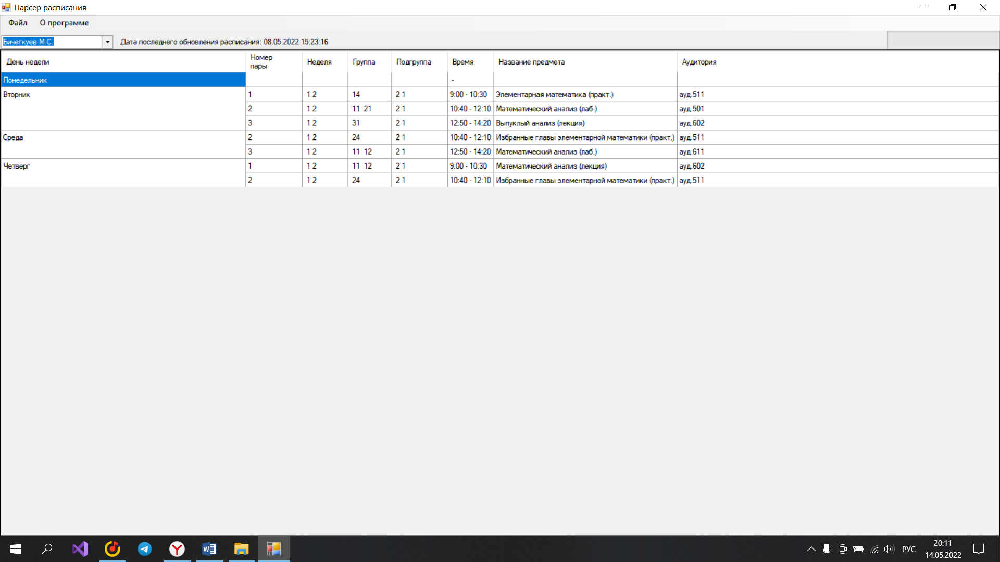 Парсер расписания
Файл О программе
Бичегкуев М.С. Дата последнего обновления расписания: 08.05.2022 15:23:16
День недели Номер пары Неделя Группа Подгруппа Время Название предмета Аудитория
Понедельник -
Вторник 1 1 2 14 2 1 9:00 - 10:30 Элементарная математика (практ.) ауд.511
2 1 2 11 21 2 1 10:40 - 12:10 Математический анализ (лаб.) ауд.501
3 1 2 31 2 1 12:50 - 14:20 Выпуклый анализ (лекция) ауд.602
Среда 2 1 2 24 2 1 10:40 - 12:10 Избранные главы элементарной математики (практ.) ауд.511
3 1 2 11 12 2 1 12:50 - 14:20 Математический анализ (лаб.) ауд.611
Четверг 1 1 2 11 12 2 1 9:00 - 10:30 Математический анализ (лекция) ауд.602
2 1 2 24 2 1 10:40 - 12:10 Избранные главы элементарной математики (практ.) ауд.511
РУС 20:11
14.05.2022